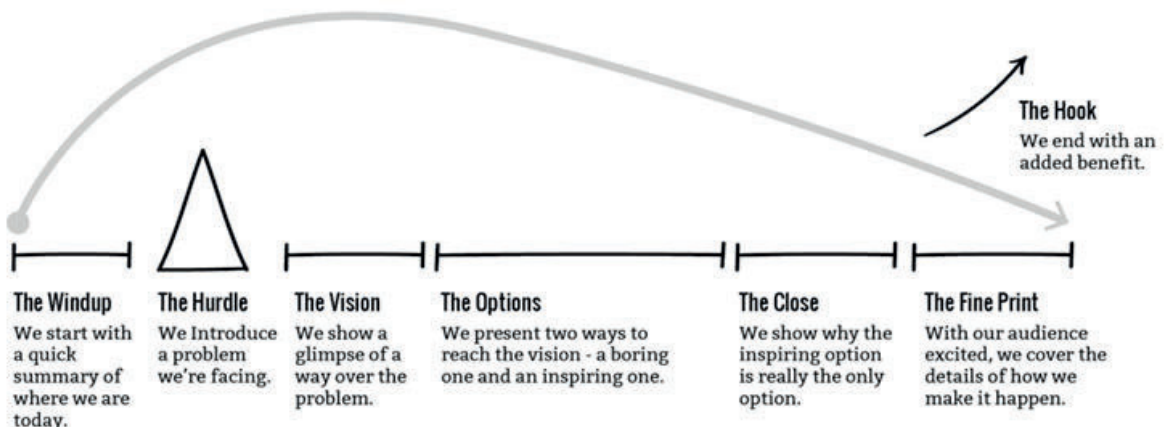 The Hook
We end with an
added benefit.
The Windup
We start with
a quick
summary of
where we are
today.
The Hurdle
We Introduce
a problem
we're facing.
The Vision
We show a
glimpse of a
way over the
problem.
The Options
We present two ways to
reach the vision - a boring
one and an inspiring one.
The Close
We show why the
inspiring option
is really the only
option.
The Fine Print
With our audience
excited, we cover the
details of how we
make it happen.